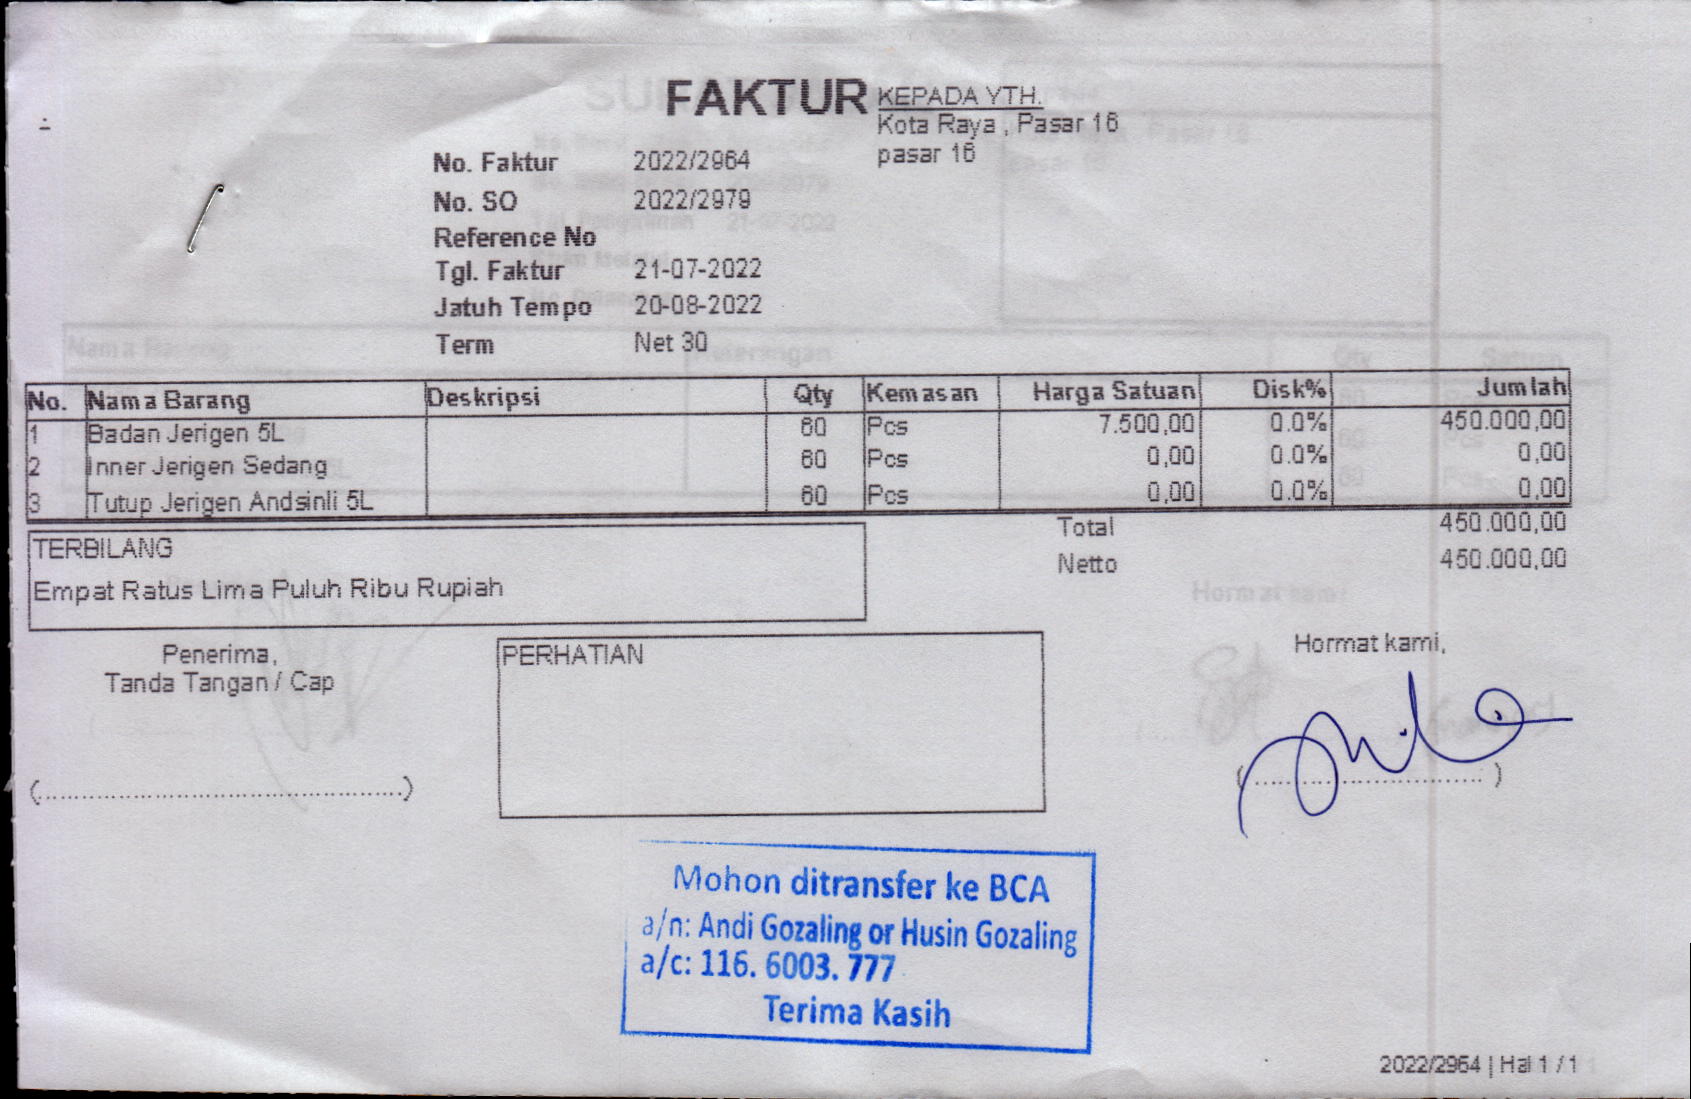 FAKTUR
KEPADA YTH.
Kota Raya , Pasar 16
pasar 16
No. Faktur 2022/2964
No. SO 2022/2979
Reference No
Tgl. Faktur 21-07-2022
Jatuh Tempo 20-08-2022
Term Net 30
No. Nama Barang Deskripsi Qty Kemasan Harga Satuan Disk% Jumlah
1 Badan Jerigen 5L 60 Pcs 7.500,00 0.0% 450.000,00
2 Inner Jerigen Sedang 60 Pcs 0,00 0.0% 0,00
3 Tutup Jerigen Andsinli 5L 60 Pcs 0,00 0.0% 0,00
Total 450.000,00
Netto 450.000,00
TERBILANG
Empat Ratus Lima Puluh Ribu Rupiah
Penerima,
Tanda Tangan / Cap
(..............................................)
PERHATIAN
Hormat kami,
(..............................)
Mohon ditransfer ke BCA
a/n: Andi Gozaling or Husin Gozaling
a/c: 116. 6003. 777
Terima Kasih
2022/2964 | Hal 1 / 1